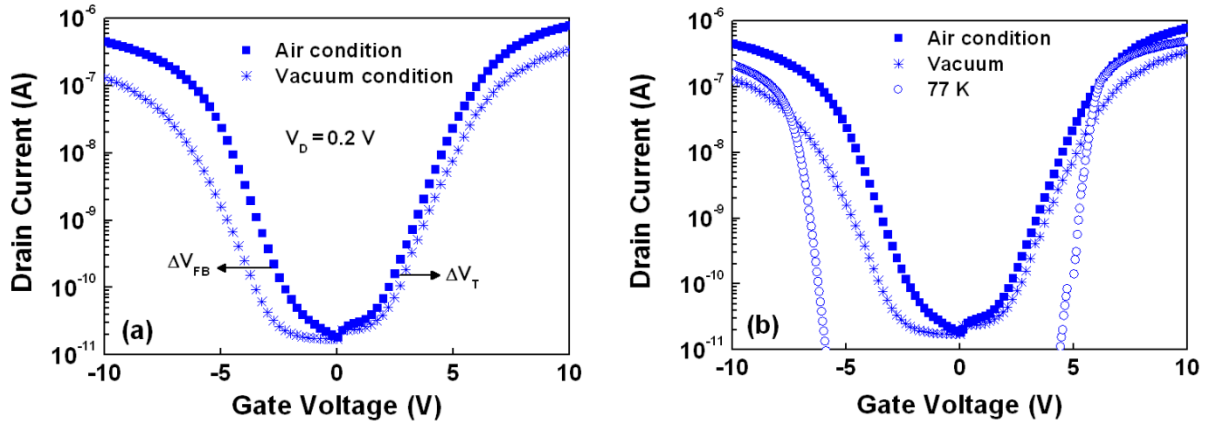 10⁻⁶
10⁻⁷
10⁻⁸
10⁻⁹
10⁻¹⁰
10⁻¹¹
Drain Current (A)
Air condition
Vacuum condition
V_D = 0.2 V
ΔV_FB
ΔV_T
(a)
-10 -5 0 5 10
Gate Voltage (V)
10⁻⁶
10⁻⁷
10⁻⁸
10⁻⁹
10⁻¹⁰
10⁻¹¹
Drain Current (A)
Air condition
Vacuum
77 K
(b)
-10 -5 0 5 10
Gate Voltage (V)